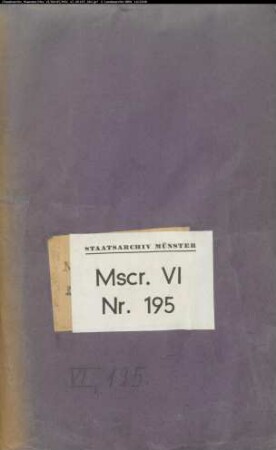 STAATSARCHIV MÜNSTER
Mscr. VI
Nr. 195
VI, 195.